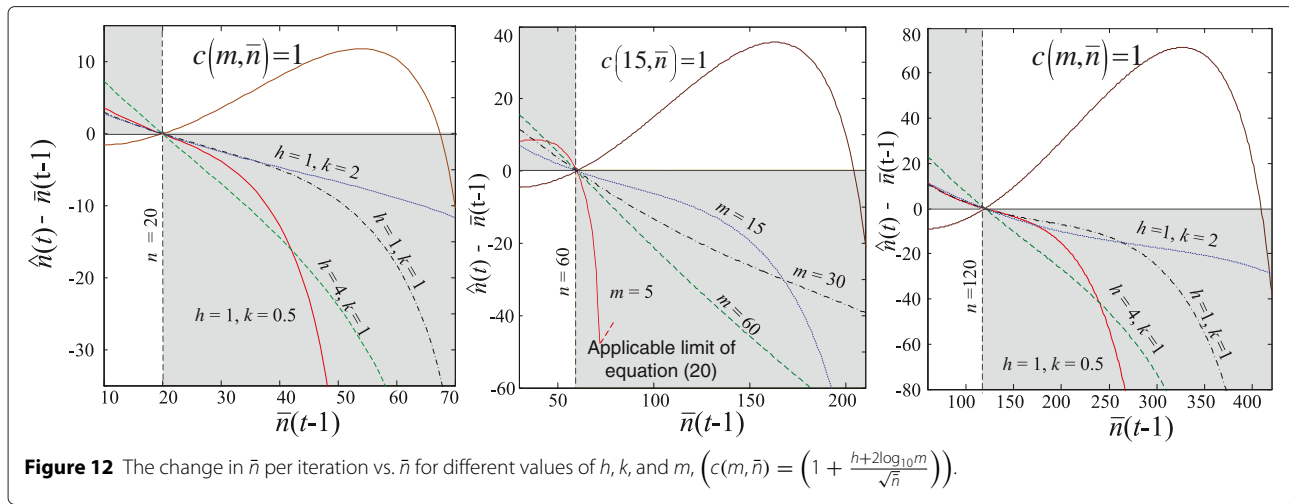 c(m,n̄)=1
n̂(t) - n̄(t-1)
10
0
-10
-20
-30
n = 20
h = 1, k = 2
h = 1, k = 1
h = 4, k = 1
h = 1, k = 0.5
10 20 30 40 50 60 70
n̄(t-1)
c(15,n̄)=1
n̂(t) - n̄(t-1)
40
20
0
-20
-40
-60
n = 60
m = 15
m = 30
m = 5
m = 60
Applicable limit of
equation (20)
50 100 150 200
n̄(t-1)
c(m,n̄)=1
n̂(t) - n̄(t-1)
80
60
40
20
0
-20
-40
-60
-80
n = 120
h = 1, k = 2
h = 1, k = 1
h = 4, k = 1
h = 1, k = 0.5
100 150 200 250 300 350 400
n̄(t-1)
Figure 12 The change in n̄ per iteration vs. n̄ for different values of h, k, and m, (c(m, n̄) = (1 + (h+2log₁₀m)/√n̄)).